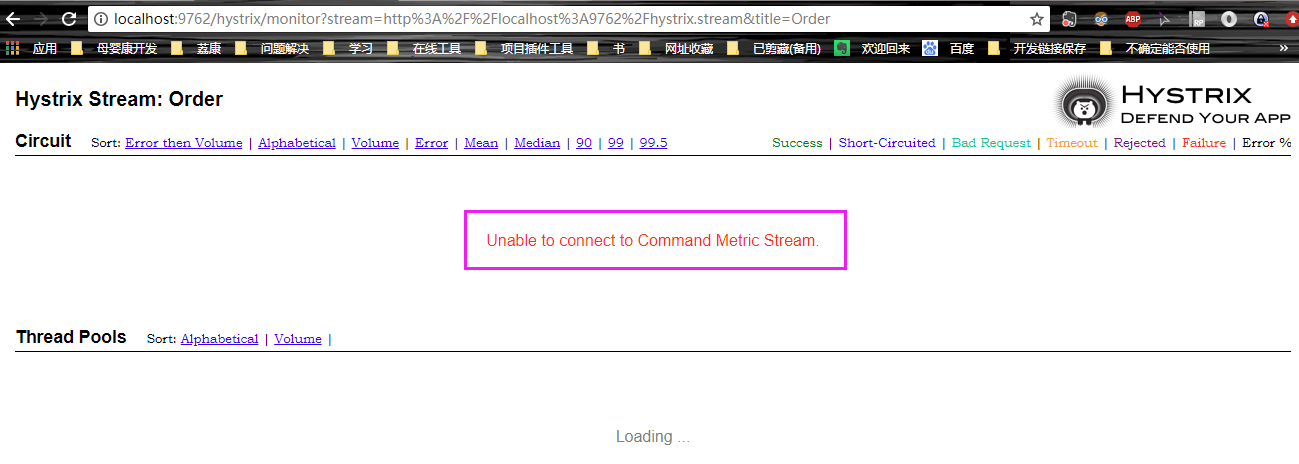 localhost:9762/hystrix/monitor?stream=http%3A%2F%2Flocalhost%3A9762%2Fhystrix.stream&title=Order
ABP RP
应用 母婴康开发 荔康 问题解决 学习 在线工具 项目插件工具 书 网址收藏 已剪藏(备用) 欢迎回来 百度 开发链接保存 不确定能否使用 »
Hystrix Stream: Order
HYSTRIX
DEFEND YOUR APP
Circuit Sort: Error then Volume | Alphabetical | Volume | Error | Mean | Median | 90 | 99 | 99.5
Success | Short-Circuited | Bad Request | Timeout | Rejected | Failure | Error %
Unable to connect to Command Metric Stream.
Thread Pools Sort: Alphabetical | Volume |
Loading ...